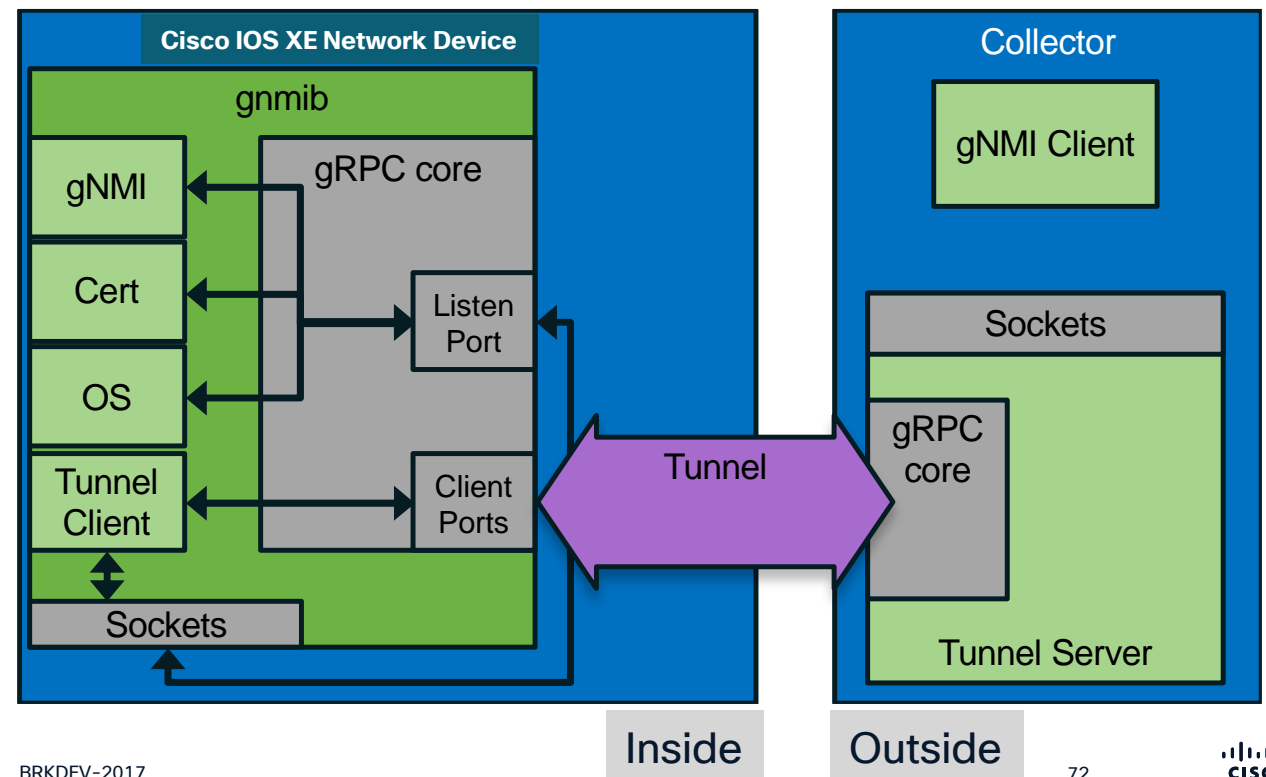 Cisco IOS XE Network Device
gnmib
gNMI
Cert
OS
Tunnel
Client
Sockets
gRPC core
Listen
Port
Client
Ports
Tunnel
Collector
gNMI Client
Sockets
gRPC
core
Tunnel Server
Inside
Outside
BRKDEV-2017
72